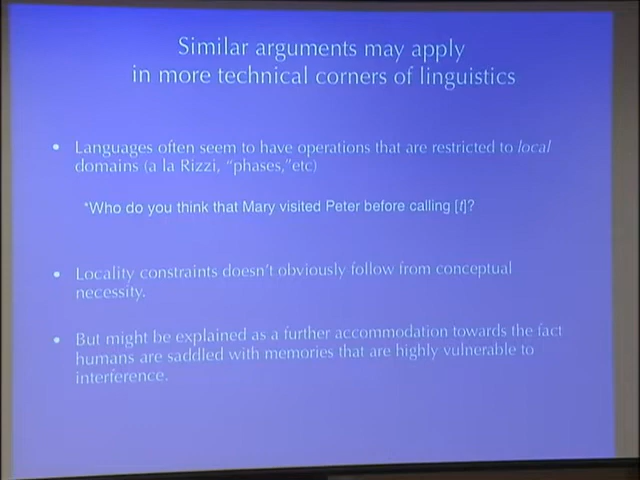 Similar arguments may apply
in more technical corners of linguistics
• Languages often seem to have operations that are restricted to local
domains (a la Rizzi, "phases,"etc)
*Who do you think that Mary visited Peter before calling [t]?
• Locality constraints doesn't obviously follow from conceptual
necessity.
• But might be explained as a further accommodation towards the fact
humans are saddled with memories that are highly vulnerable to
interference.